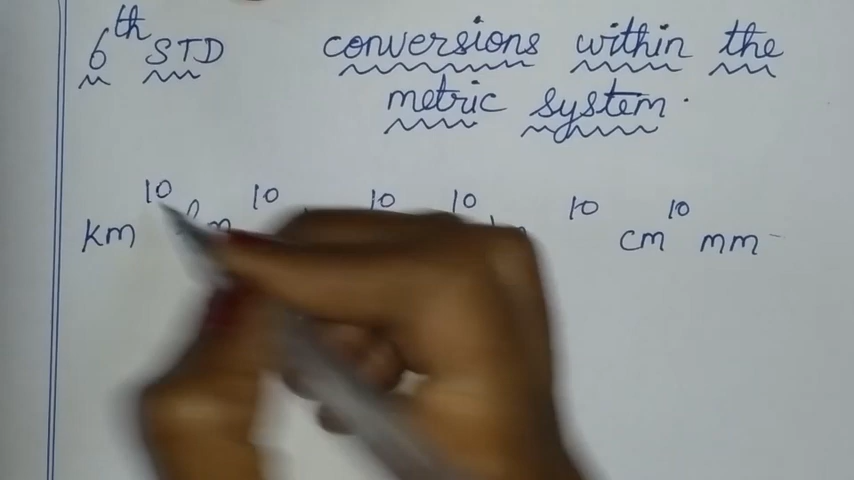 6th STD conversions within the
metric system.
10 10 10 10 10 10
km cm mm